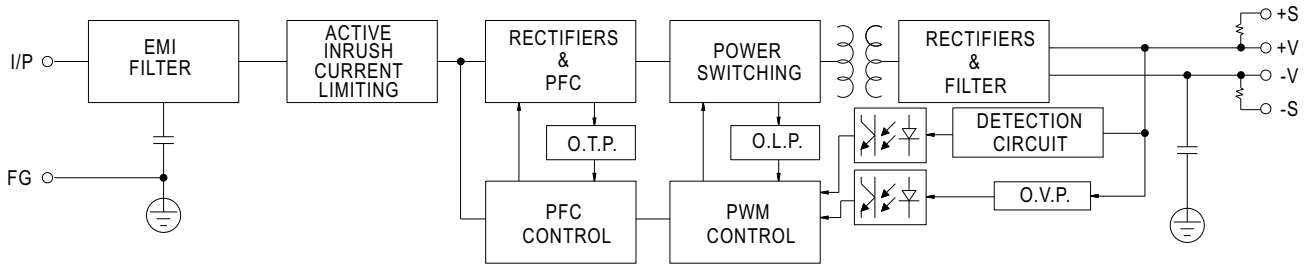 I/P
EMI
FILTER
ACTIVE
INRUSH
CURRENT
LIMITING
RECTIFIERS
&
PFC
POWER
SWITCHING
RECTIFIERS
&
FILTER
+S
+V
-V
-S
O.T.P.
O.L.P.
DETECTION
CIRCUIT
FG
PFC
CONTROL
PWM
CONTROL
O.V.P.